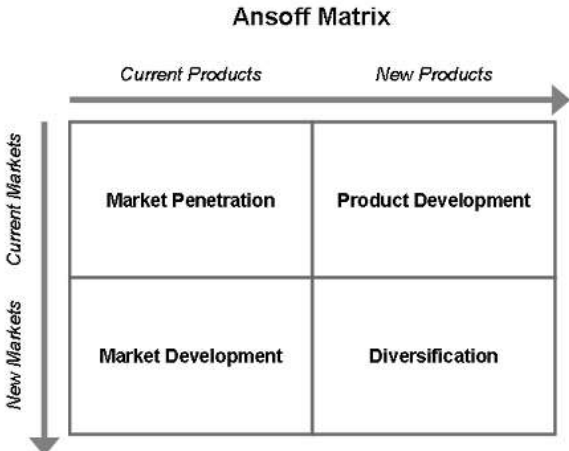 Ansoff Matrix
Current Products
New Products
Current Markets
Market Penetration
Product Development
New Markets
Market Development
Diversification